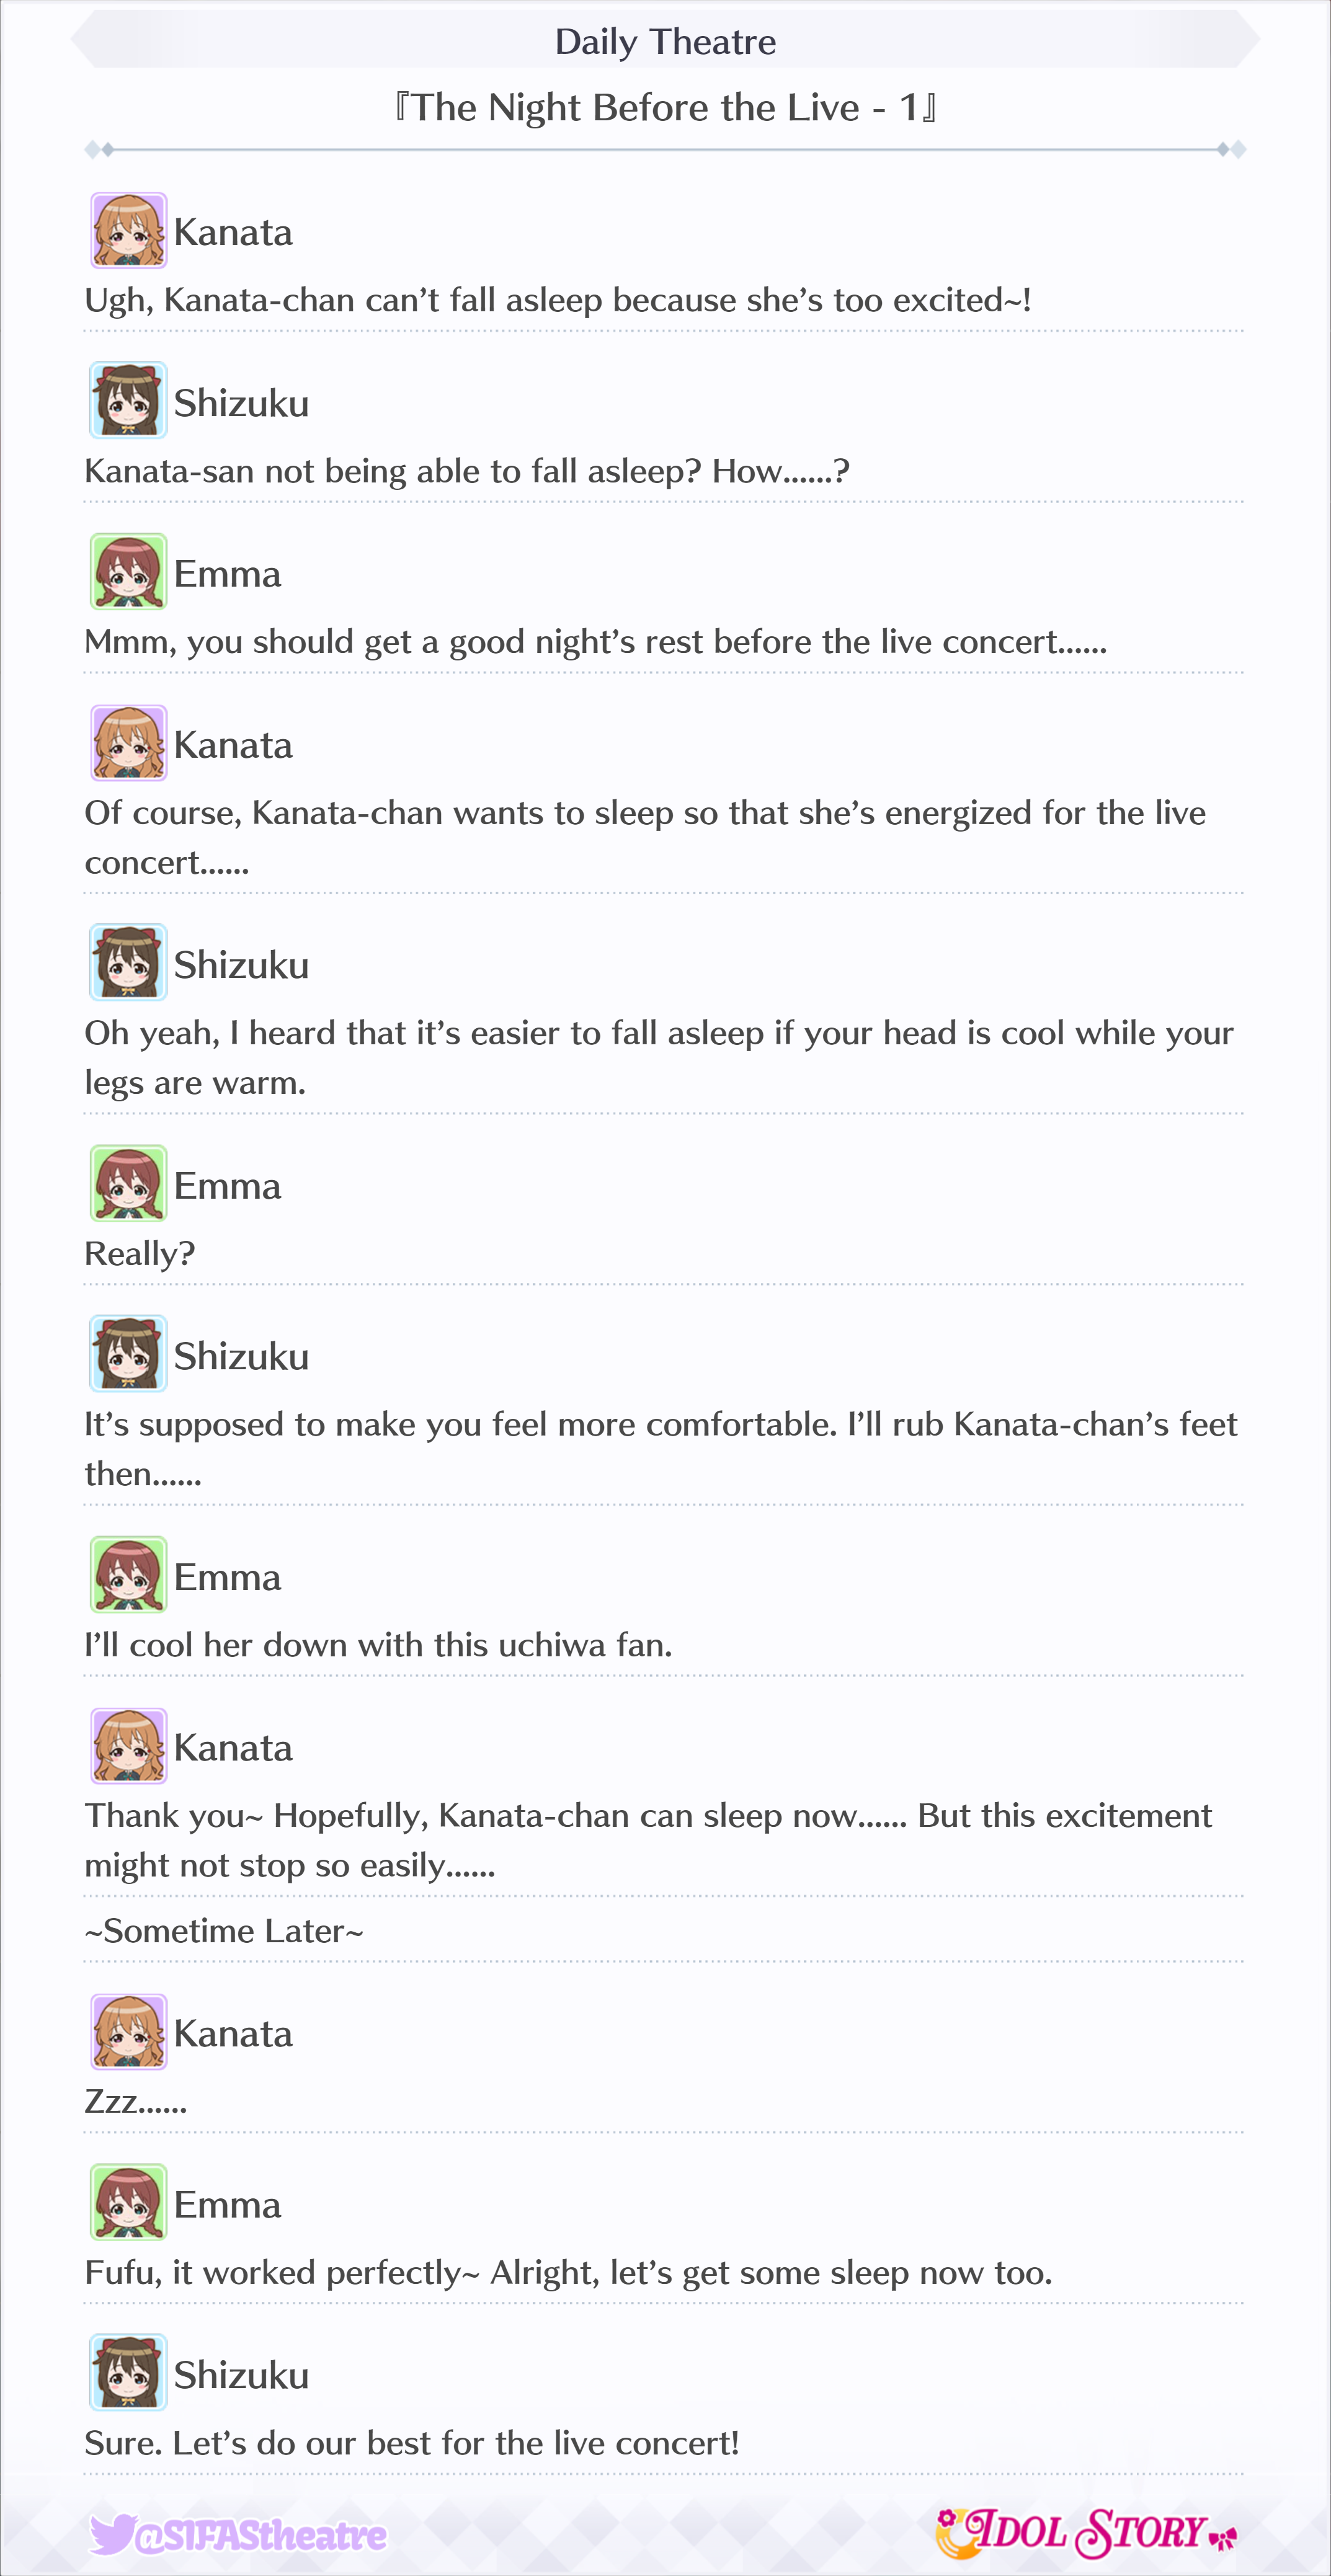 Daily Theatre
『The Night Before the Live - 1』
Kanata
Ugh, Kanata-chan can’t fall asleep because she’s too excited~!
Shizuku
Kanata-san not being able to fall asleep? How......?
Emma
Mmm, you should get a good night’s rest before the live concert......
Kanata
Of course, Kanata-chan wants to sleep so that she’s energized for the live
concert......
Shizuku
Oh yeah, I heard that it’s easier to fall asleep if your head is cool while your
legs are warm.
Emma
Really?
Shizuku
It’s supposed to make you feel more comfortable. I’ll rub Kanata-chan’s feet
then......
Emma
I’ll cool her down with this uchiwa fan.
Kanata
Thank you~ Hopefully, Kanata-chan can sleep now...... But this excitement
might not stop so easily......
~Sometime Later~
Kanata
Zzz......
Emma
Fufu, it worked perfectly~ Alright, let’s get some sleep now too.
Shizuku
Sure. Let’s do our best for the live concert!
@SIFAStheatre
IDOL STORY